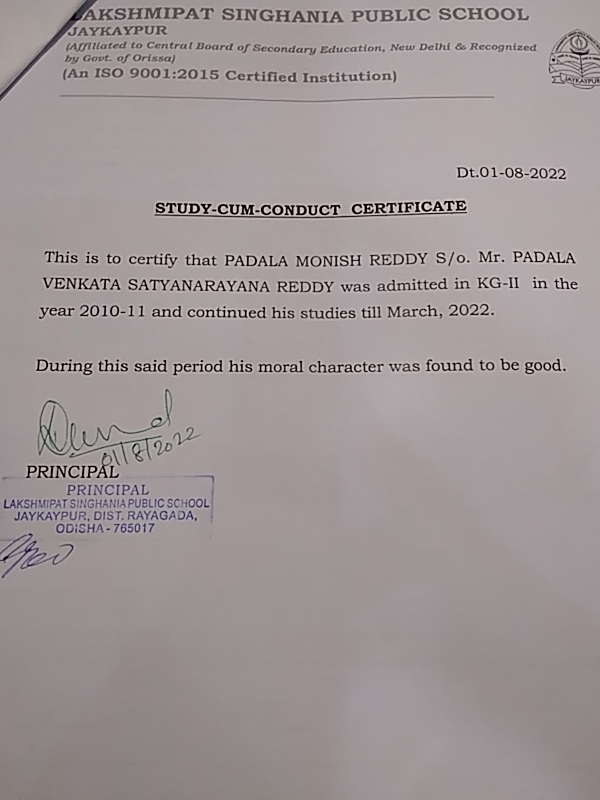 LAKSHMIPAT SINGHANIA PUBLIC SCHOOL
JAYKAYPUR
(Affiliated to Central Board of Secondary Education, New Delhi & Recognized
by Govt. of Orissa)
(An ISO 9001:2015 Certified Institution)
JAYKAYPUR
Dt.01-08-2022
STUDY-CUM-CONDUCT CERTIFICATE
This is to certify that PADALA MONISH REDDY S/o. Mr. PADALA
VENKATA SATYANARAYANA REDDY was admitted in KG-II in the
year 2010-11 and continued his studies till March, 2022.
During this said period his moral character was found to be good.
01/8/2022
PRINCIPAL
PRINCIPAL
LAKSHMIPAT SINGHANIA PUBLIC SCHOOL
JAYKAYPUR, DIST. RAYAGADA,
ODISHA - 765017